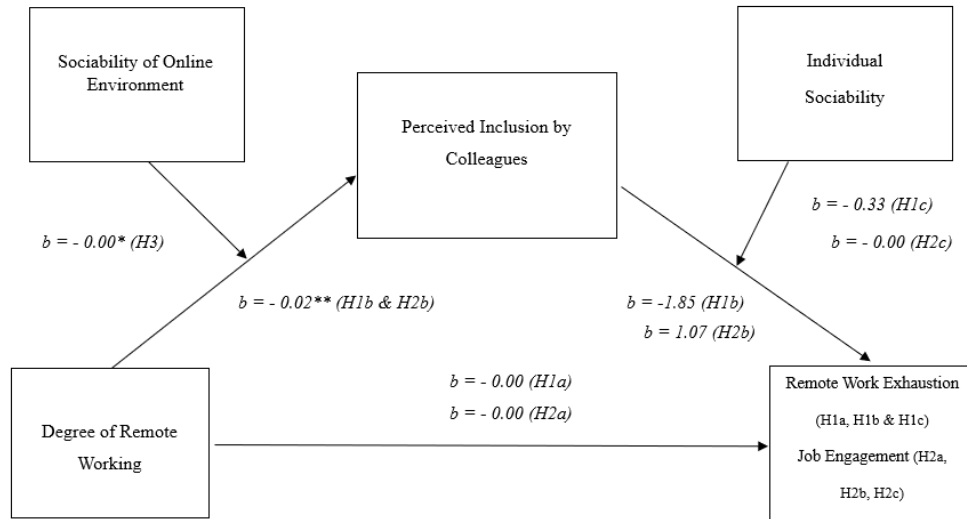 Sociability of Online
Environment
Individual
Sociability
Perceived Inclusion by
Colleagues
b = - 0.33 (H1c)
b = - 0.00 (H2c)
b = - 0.00* (H3)
b = - 0.02** (H1b & H2b)
b = -1.85 (H1b)
b = 1.07 (H2b)
b = - 0.00 (H1a)
b = - 0.00 (H2a)
Degree of Remote
Working
Remote Work Exhaustion
(H1a, H1b & H1c)
Job Engagement (H2a,
H2b, H2c)